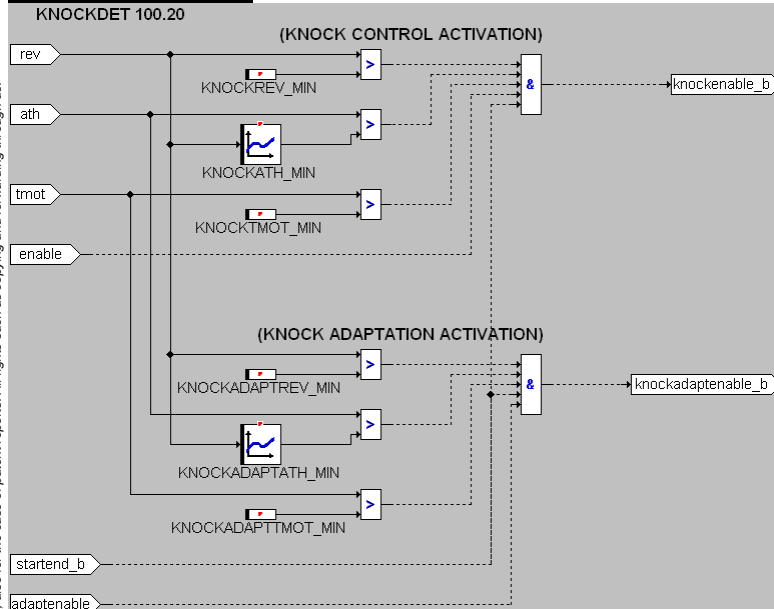 KNOCKDET 100.20
(KNOCK CONTROL ACTIVATION)
rev
>
KNOCKREV_MIN
&
knockenable_b
ath
>
KNOCKATH_MIN
tmot
>
KNOCKTMOT_MIN
enable
(KNOCK ADAPTATION ACTIVATION)
>
KNOCKADAPTREV_MIN
&
knockadaptenable_b
>
KNOCKADAPTATH_MIN
>
KNOCKADAPTTMOT_MIN
startend_b
adaptenable